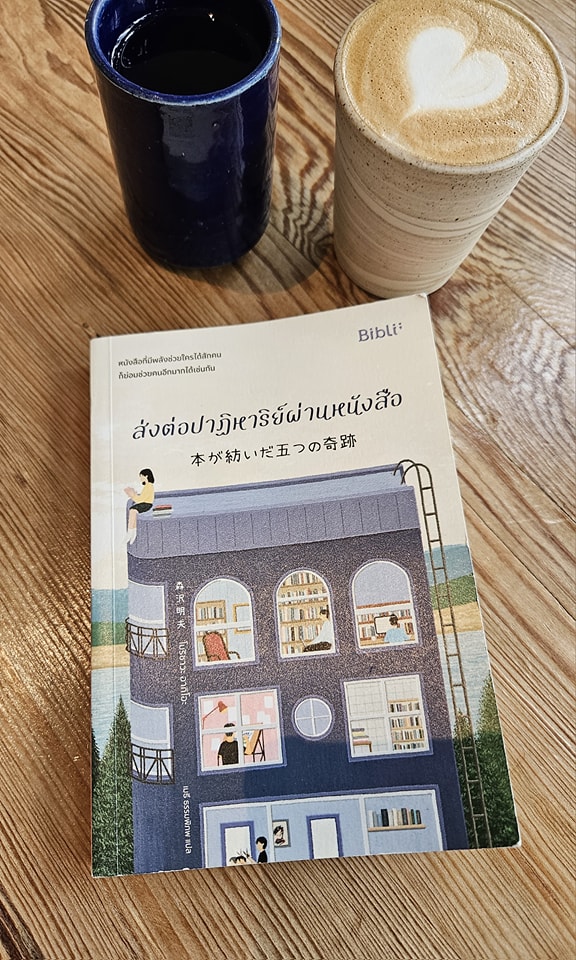 Bibli
หนังสือที่มีพลังช่วยใครได้สักคน
ก็ย่อมช่วยคนอีกมากได้เช่นกัน
ส่งต่อปาฏิหาริย์ผ่านหนังสือ
本が紡いだ五つの奇跡
森沢明夫 โมริซาวะ อากิโอ
เมธี ธรรมพิภพ แปล